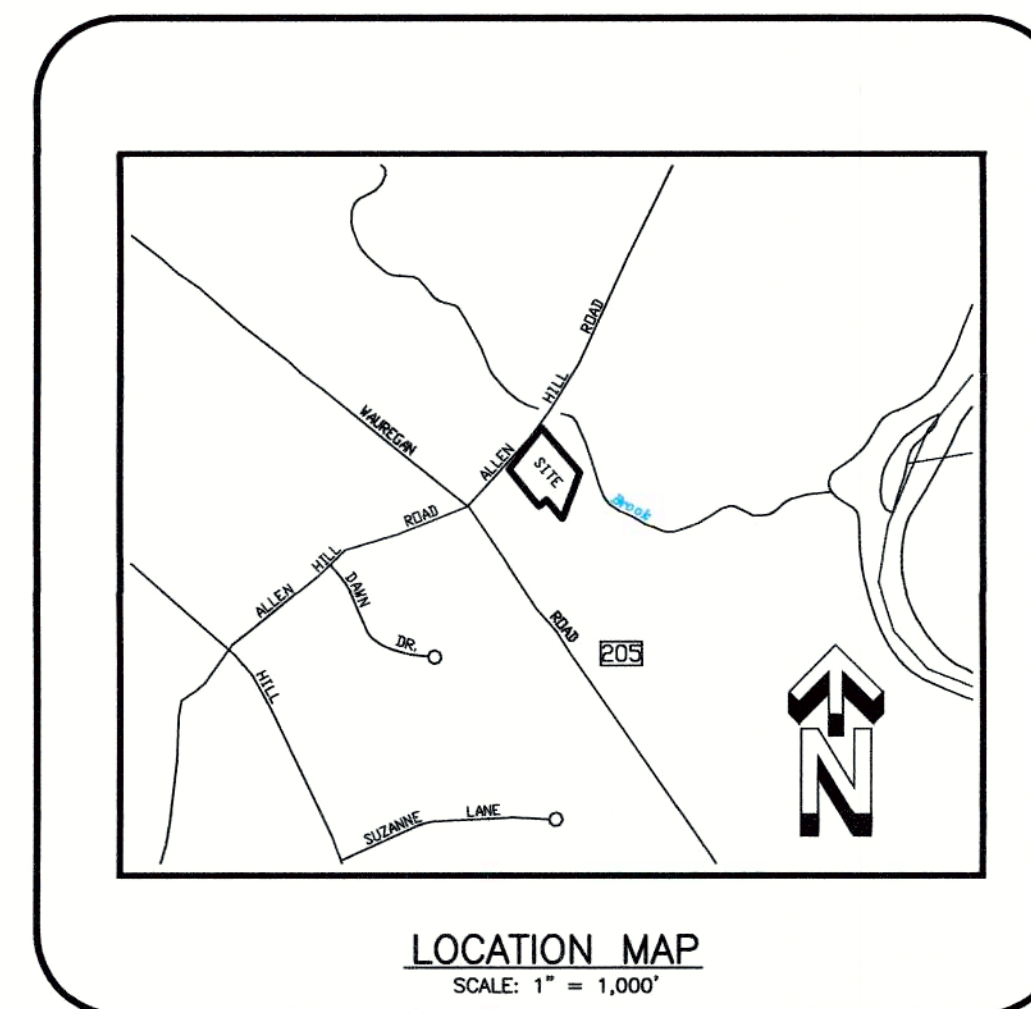 ROAD
HILL
WAUREGAN
ALLEN
SITE
Brook
ROAD
HILL
DAWN
ALLEN
ROAD
DR.
205
HILL
N
SUZANNE LANE
LOCATION MAP
SCALE: 1" = 1,000'